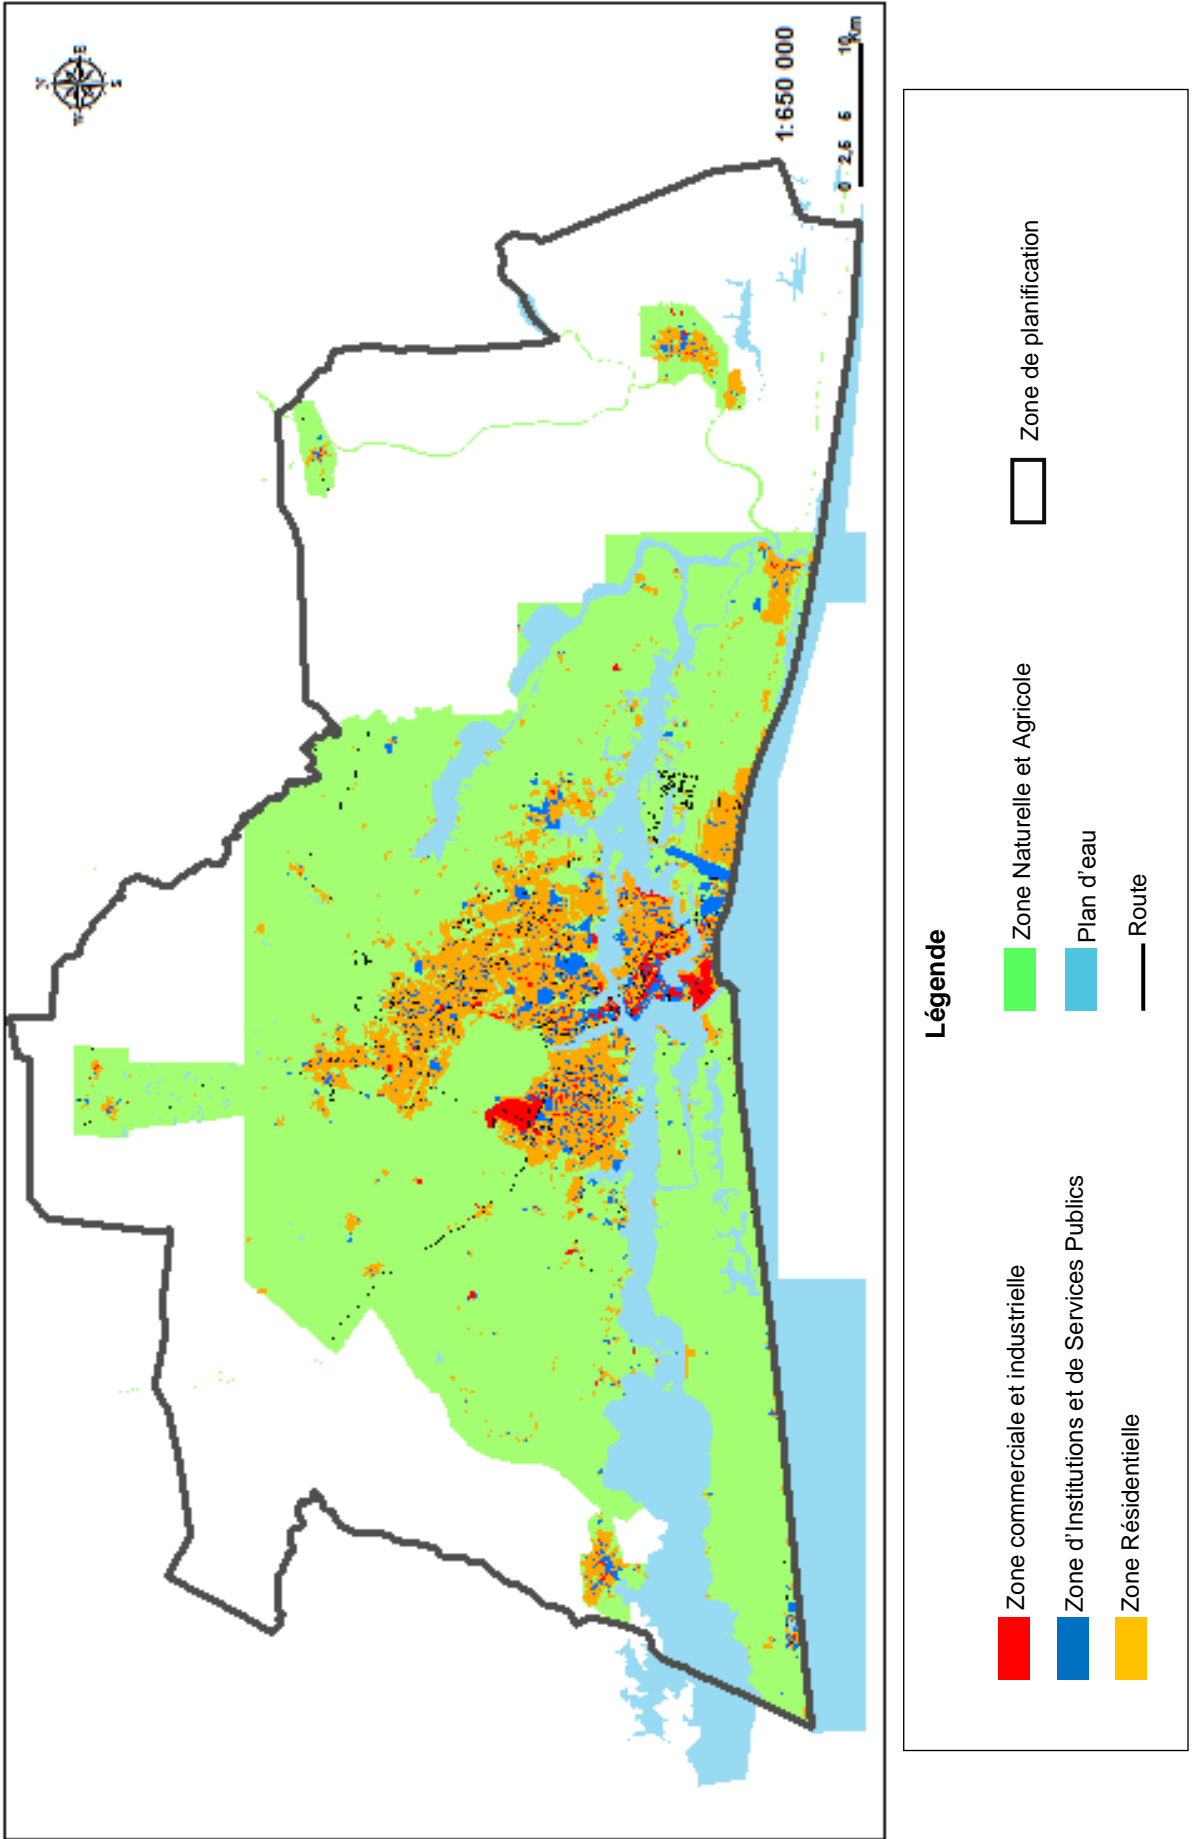 N
W
E
S
1:650 000
0 2,5 5 10
Km
Légende
Zone commerciale et industrielle
Zone d'Institutions et de Services Publics
Zone Résidentielle
Zone Naturelle et Agricole
Plan d'eau
Route
Zone de planification